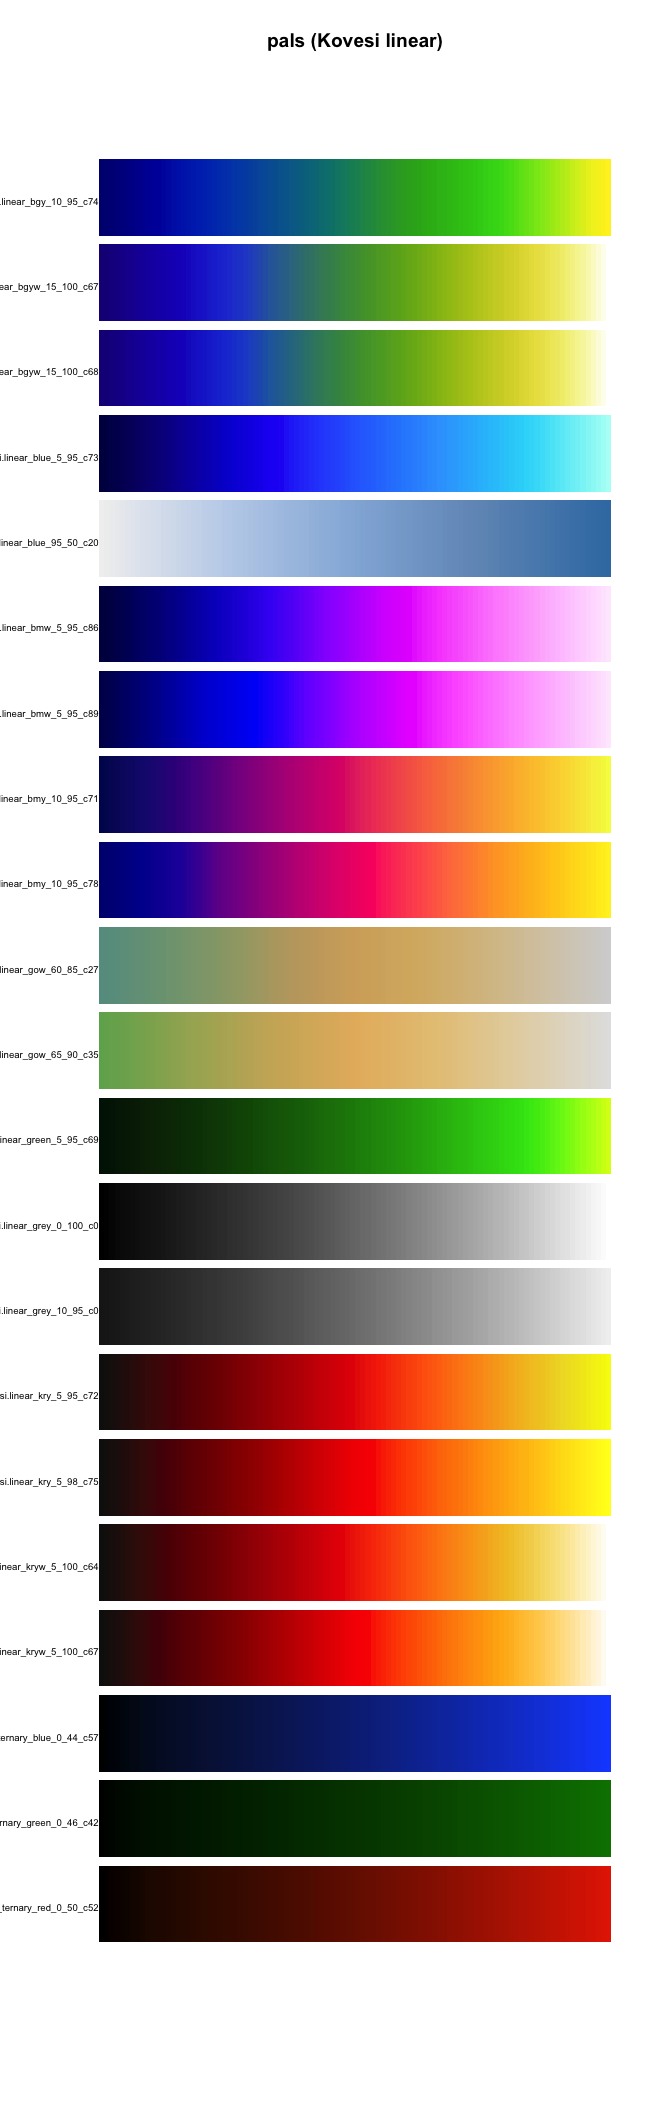 pals (Kovesi linear)
.linear_bgy_10_95_c74
ear_bgyw_15_100_c67
ear_bgyw_15_100_c68
i.linear_blue_5_95_c73
linear_blue_95_50_c20
.linear_bmw_5_95_c86
.linear_bmw_5_95_c89
linear_bmy_10_95_c71
linear_bmy_10_95_c78
linear_gow_60_85_c27
linear_gow_65_90_c35
inear_green_5_95_c69
i.linear_grey_0_100_c0
i.linear_grey_10_95_c0
si.linear_kry_5_95_c72
si.linear_kry_5_98_c75
inear_kryw_5_100_c64
inear_kryw_5_100_c67
ternary_blue_0_44_c57
rnary_green_0_46_c42
_ternary_red_0_50_c52